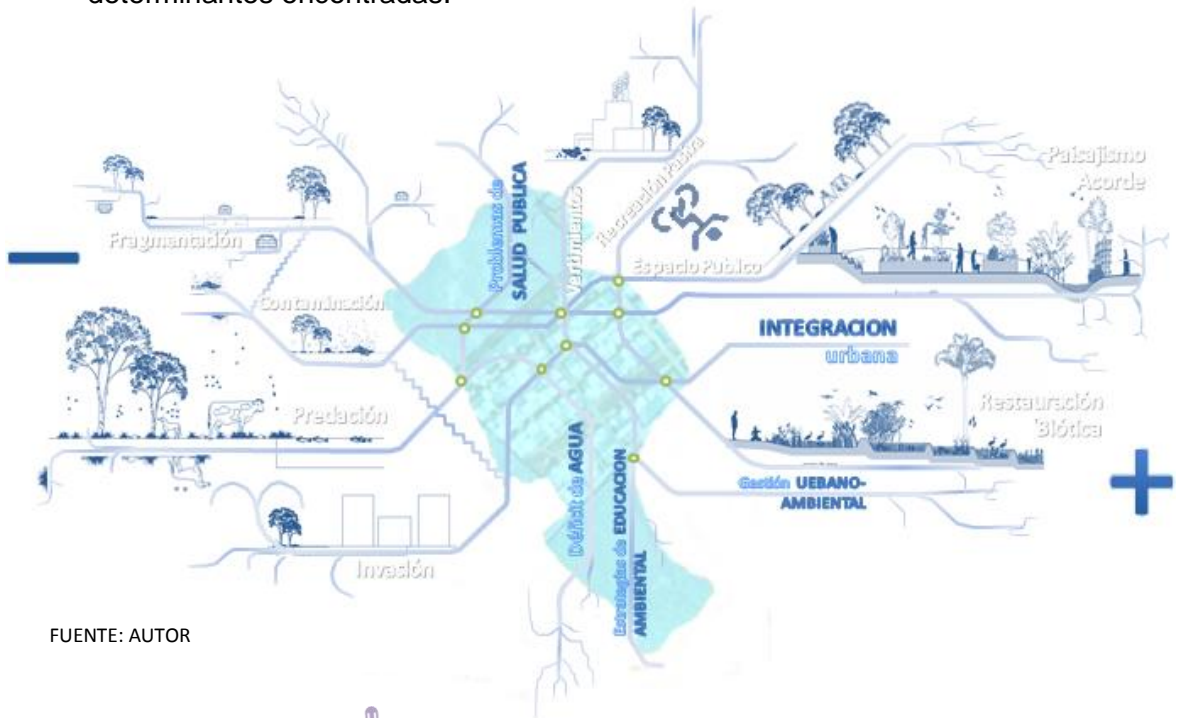 determinantes encontradas.
Problemas de
SALUD PUBLICA
Vertimientos
Recreación Pasiva
Paisajismo
Acorde
Fragmantación
Espacio Publico
Contaminación
INTEGRACION
urbana
Predación
Restauración
Biótica
Déficit de AGUA
Estrategias de EDUCACION
AMBIENTAL
Gestión UEBANO-
AMBIENTAL
Invasión
FUENTE: AUTOR